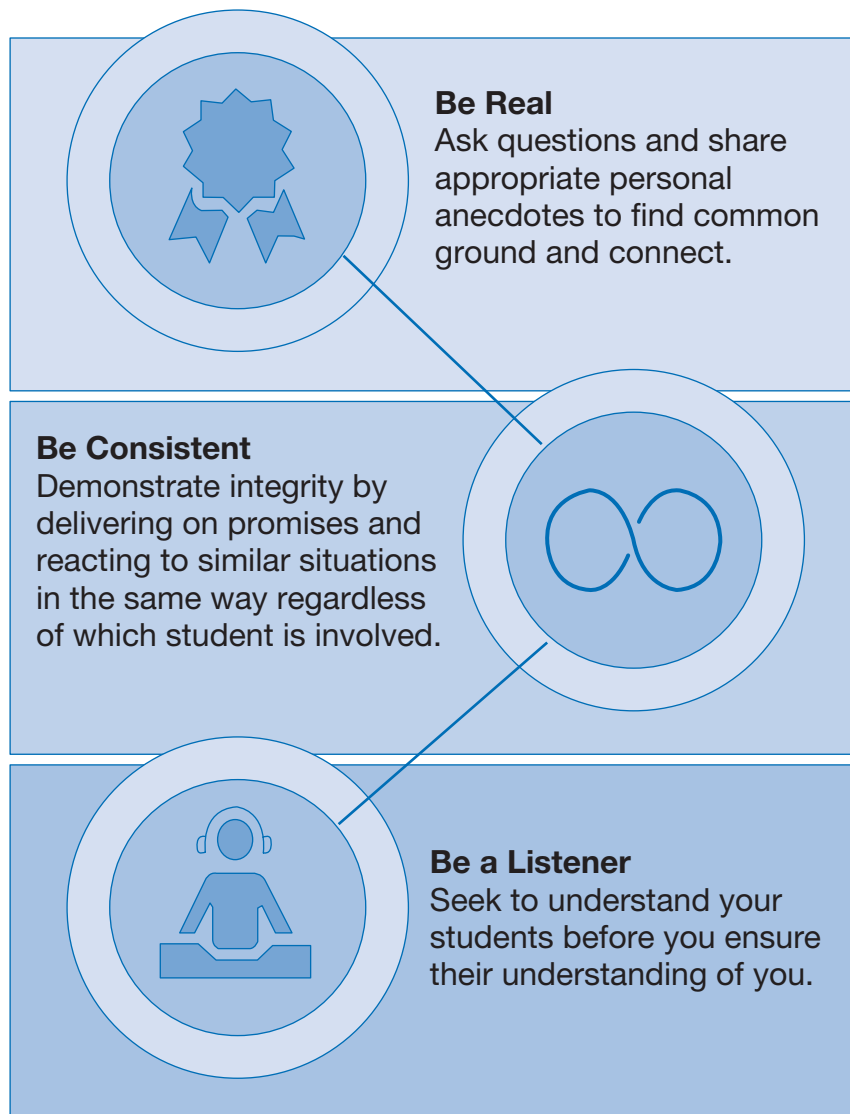 Be Real
Ask questions and share
appropriate personal
anecdotes to find common
ground and connect.
Be Consistent
Demonstrate integrity by
delivering on promises and
reacting to similar situations
in the same way regardless
of which student is involved.
Be a Listener
Seek to understand your
students before you ensure
their understanding of you.